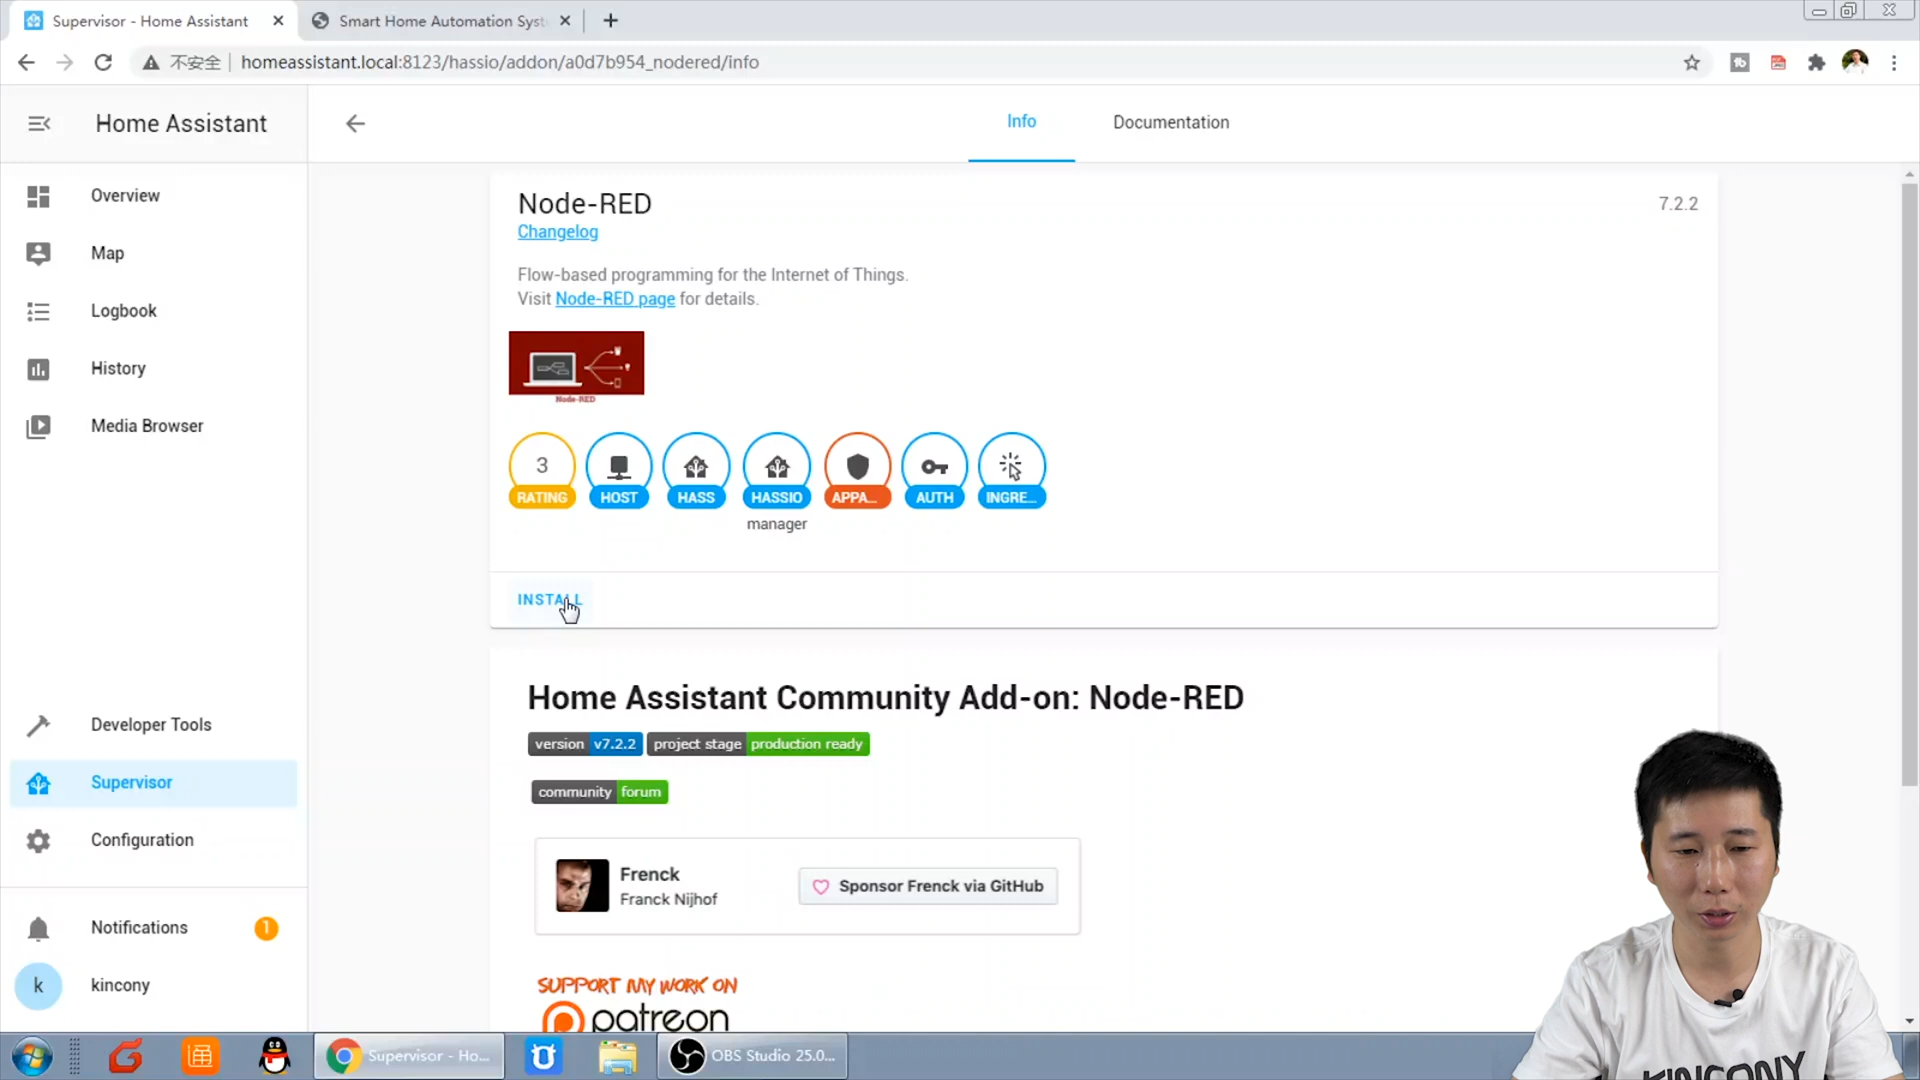 Supervisor - Home Assistant
Smart Home Automation Syst
不安全
homeassistant.local:8123/hassio/addon/a0d7b954_nodered/info
Home Assistant
Info
Documentation
Overview
Map
Logbook
History
Media Browser
Developer Tools
Supervisor
Configuration
Notifications
1
k
kincony
Node-RED
7.2.2
Changelog
Flow-based programming for the Internet of Things.
Visit Node-RED page for details.
Node-RED
3
RATING
HOST
HASS
HASSIO
APPA...
AUTH
INGRE...
manager
INSTALL
Home Assistant Community Add-on: Node-RED
version v7.2.2 project stage production ready
community forum
Frenck
Franck Nijhof
Sponsor Frenck via GitHub
SUPPORT MY WORK ON
patreon
KINCONY
Supervisor - Ho...
OBS Studio 25.0...